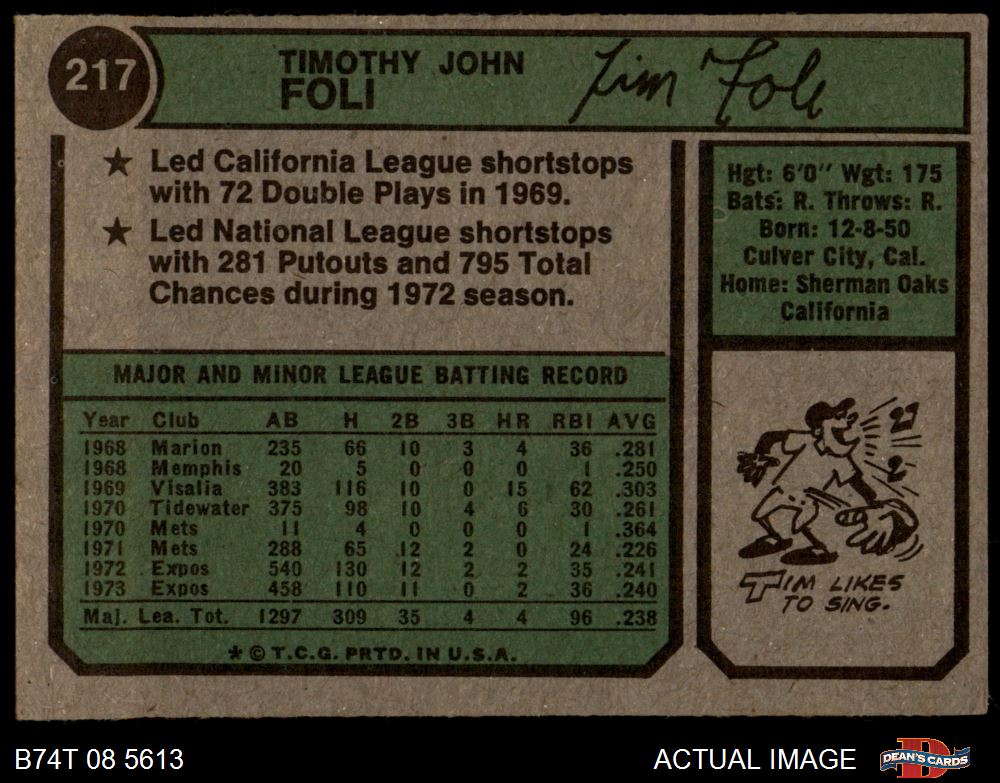 217
TIMOTHY JOHN
FOLI
Tim Foli
★ Led California League shortstops
with 72 Double Plays in 1969.
★ Led National League shortstops
with 281 Putouts and 795 Total
Chances during 1972 season.
Hgt: 6'0" Wgt: 175
Bats: R. Throws: R.
Born: 12-8-50
Culver City, Cal.
Home: Sherman Oaks
California
MAJOR AND MINOR LEAGUE BATTING RECORD
Year Club AB H 2B 3B HR RBI AVG
1968 Marion 235 66 10 3 4 36 .281
1968 Memphis 20 5 0 0 0 1 .250
1969 Visalia 383 116 10 0 15 62 .303
1970 Tidewater 375 98 10 4 6 30 .261
1970 Mets 11 4 0 0 0 1 .364
1971 Mets 288 65 12 2 0 24 .226
1972 Expos 540 130 12 2 2 35 .241
1973 Expos 458 110 11 0 2 36 .240
Maj. Lea. Tot. 1297 309 35 4 4 96 .238
* © T.C.G. PRTD. IN U.S.A.
TIM LIKES
TO SING.
B74T 08 5613
ACTUAL IMAGE
DEAN'S CARDS